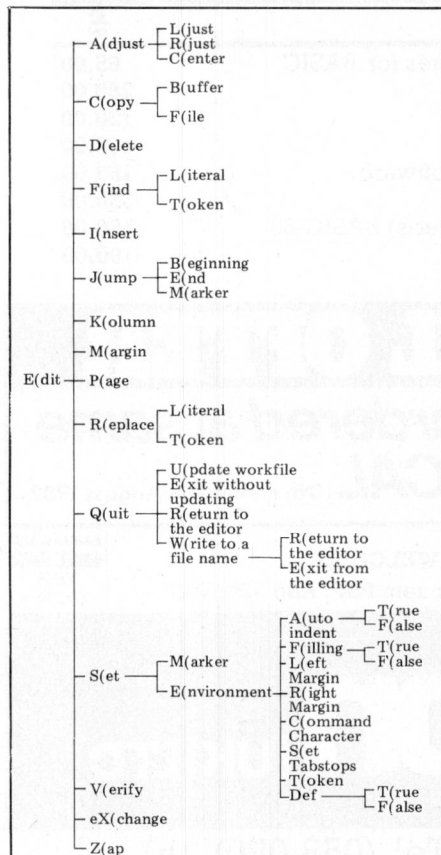 L(just
A(djust
R(just
C(enter
B(uffer
C(opy
F(ile
D(elete
L(iteral
F(ind
T(oken
I(nsert
B(eginning
J(ump
E(nd
M(arker
K(olumn
M(argin
E(dit
P(age
L(iteral
R(eplace
T(oken
U(pdate workfile
E(xit without
updating
Q(uit
R(eturn to
the editor
W(rite to a
file name
R(eturn to
the editor
E(xit from
the editor
A(uto
indent
T(rue
F(alse
F(illing
T(rue
F(alse
L(eft
Margin
S(et
M(arker
E(nvironment
R(ight
Margin
C(ommand
Character
S(et
Tabstops
T(oken
Def
T(rue
F(alse
V(erify
eX(change
Z(ap